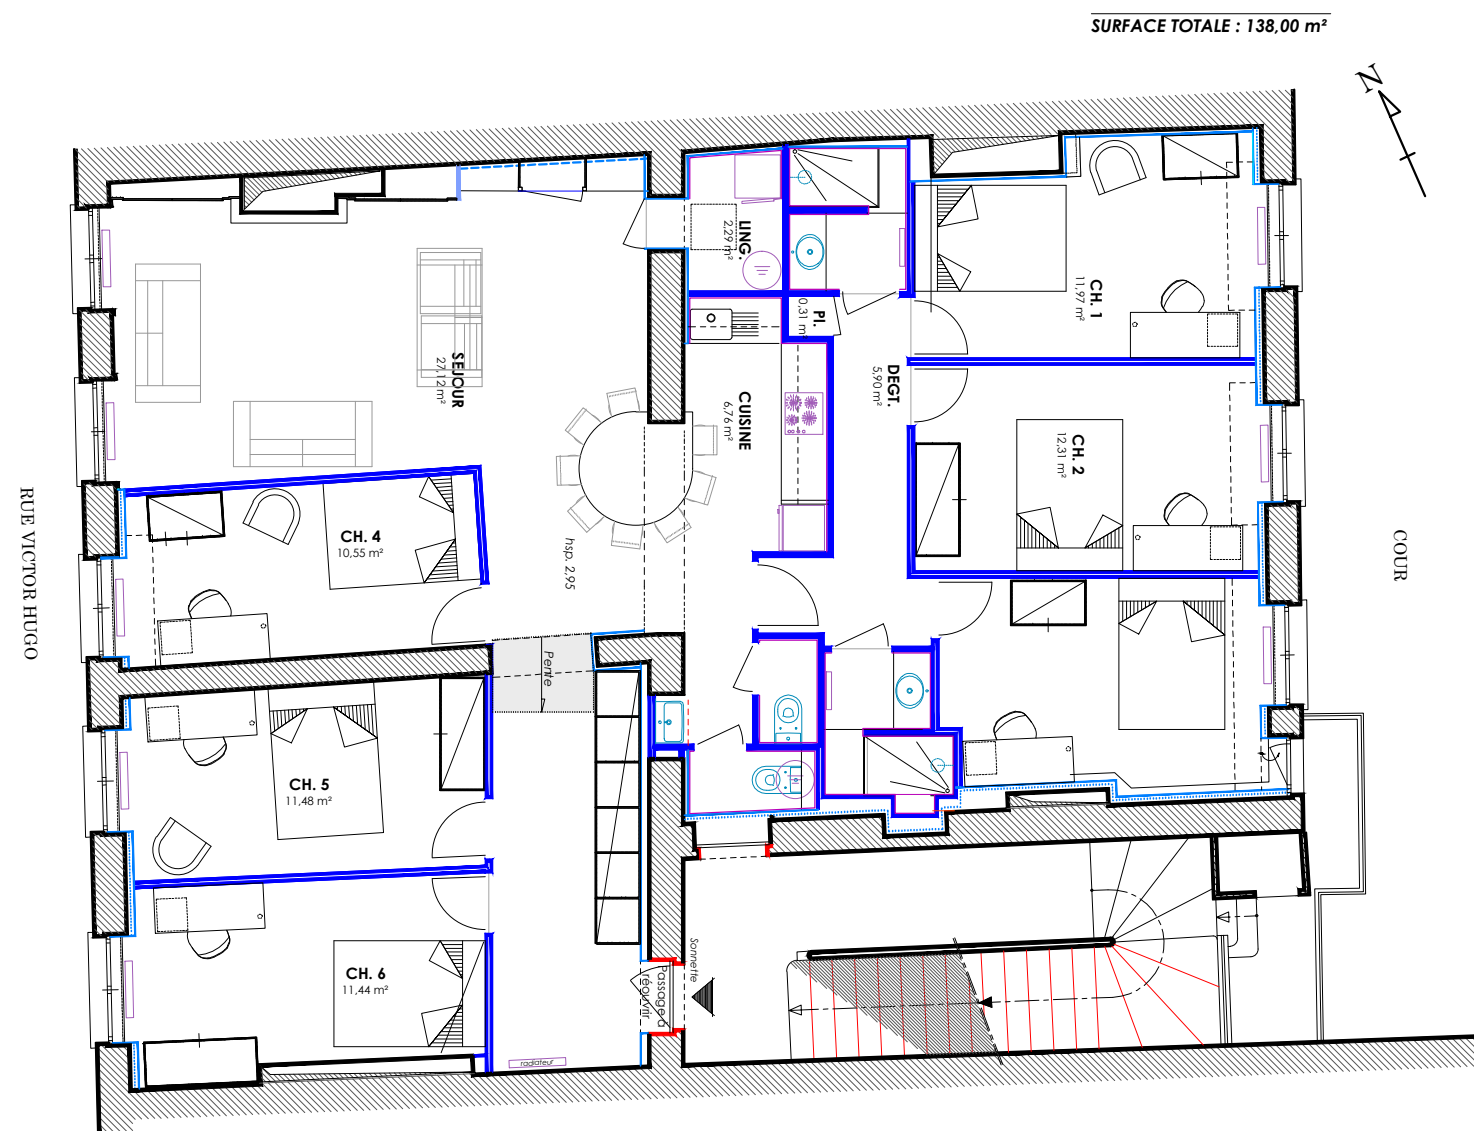 SURFACE TOTALE : 138,00 m²
N
LING.
2,29 m²
CH. 1
11,97 m²
PI.
0,31 m²
SEJOUR
27,12 m²
CUISINE
6,76 m²
DEGT.
5,90 m²
CH. 2
12,31 m²
CH. 4
10,55 m²
hsp. 2,95
RUE VICTOR HUGO
COUR
Pente
CH. 5
11,48 m²
CH. 6
11,44 m²
Sonnette
Passage à
réouvrir
radiateur